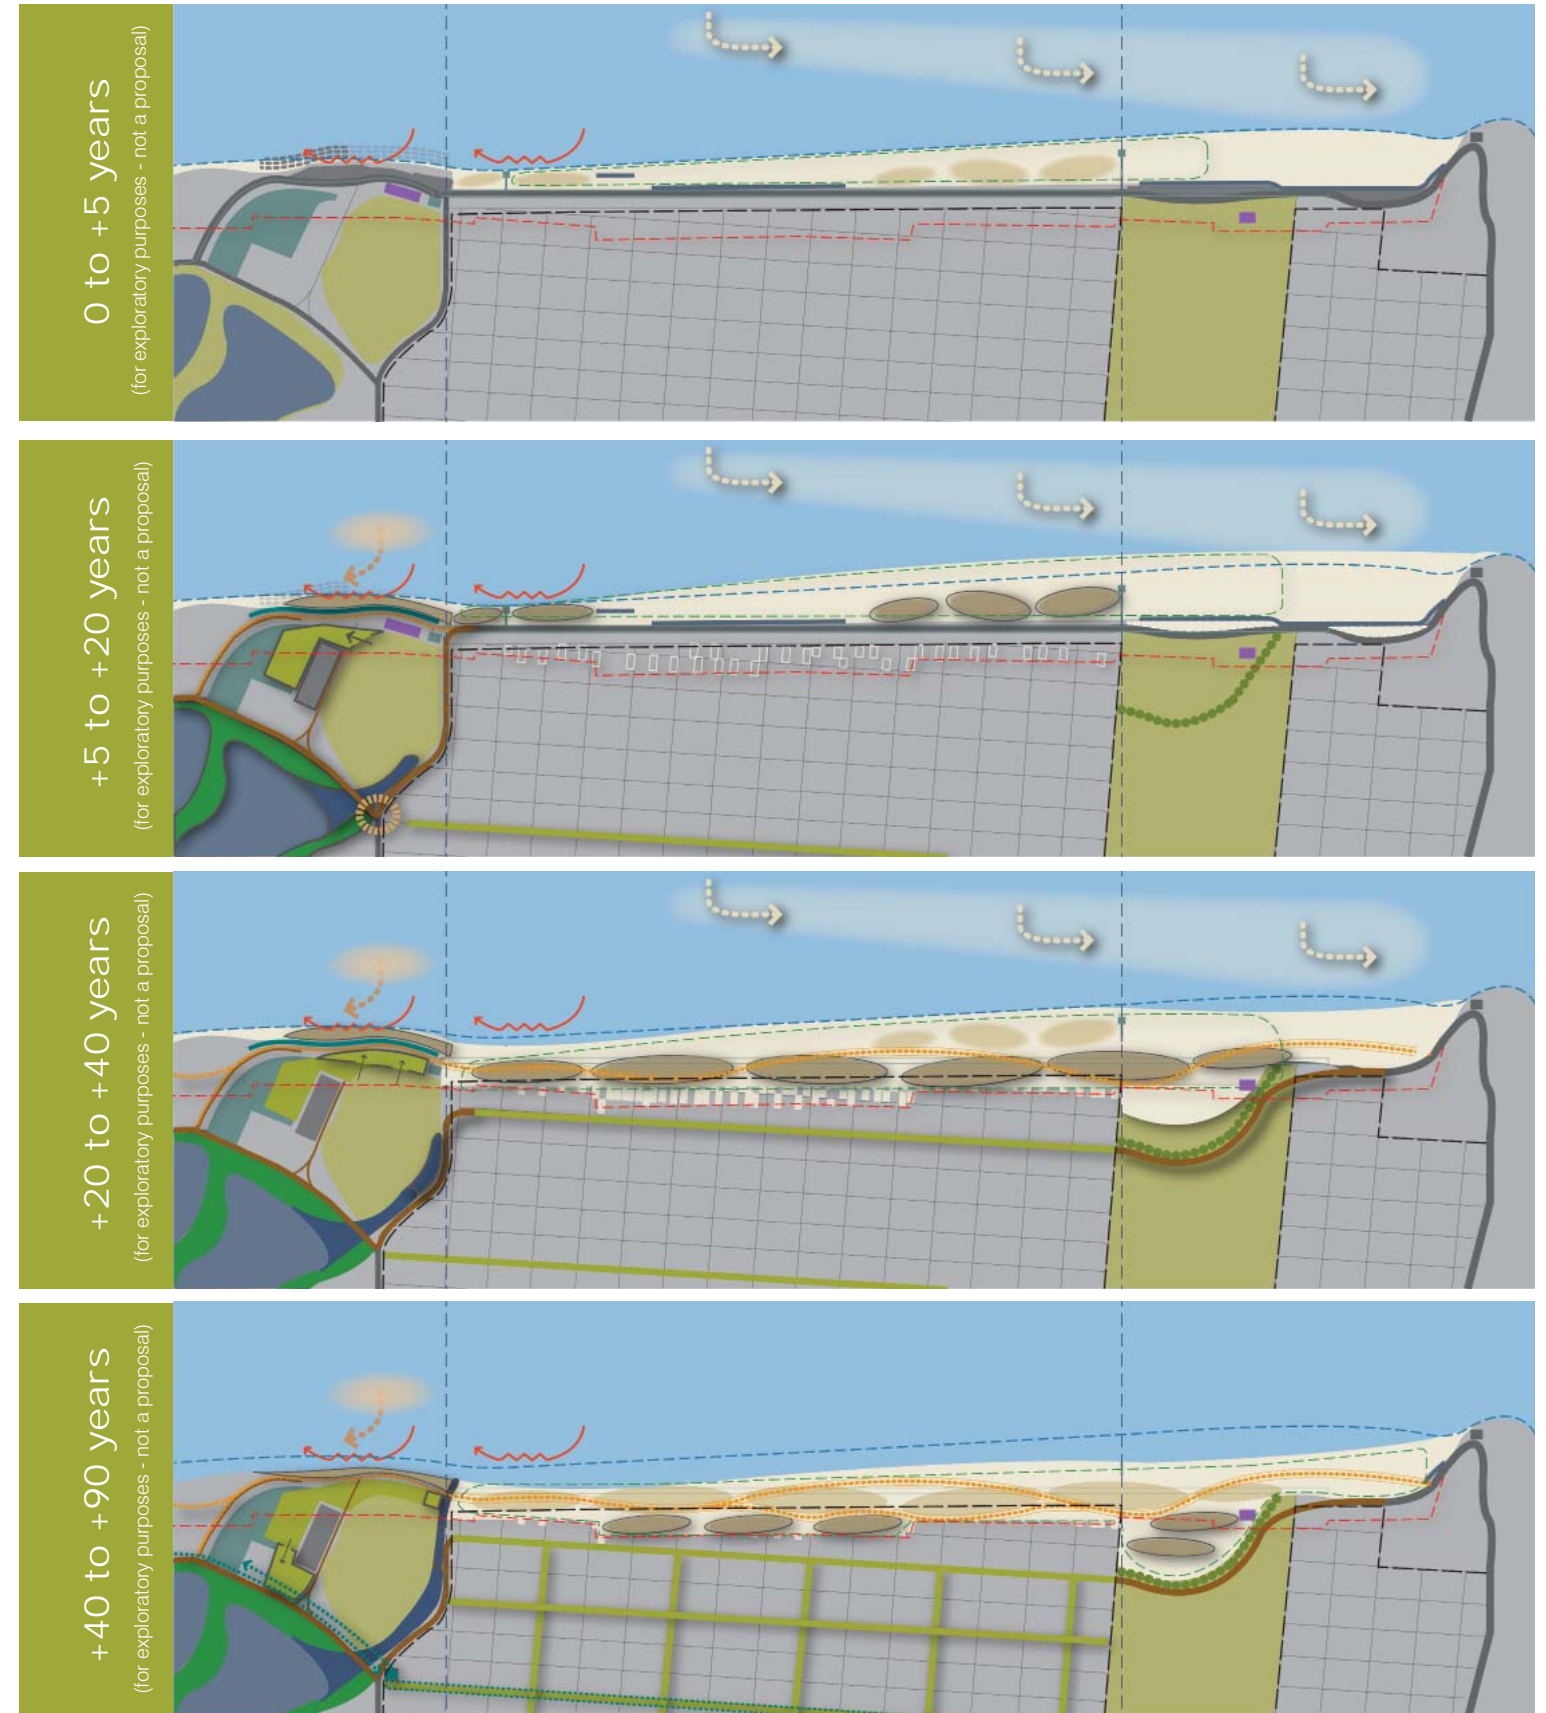 0 to +5 years
(for exploratory purposes - not a proposal)
+5 to +20 years
(for exploratory purposes - not a proposal)
+20 to +40 years
(for exploratory purposes - not a proposal)
+40 to +90 years
(for exploratory purposes - not a proposal)